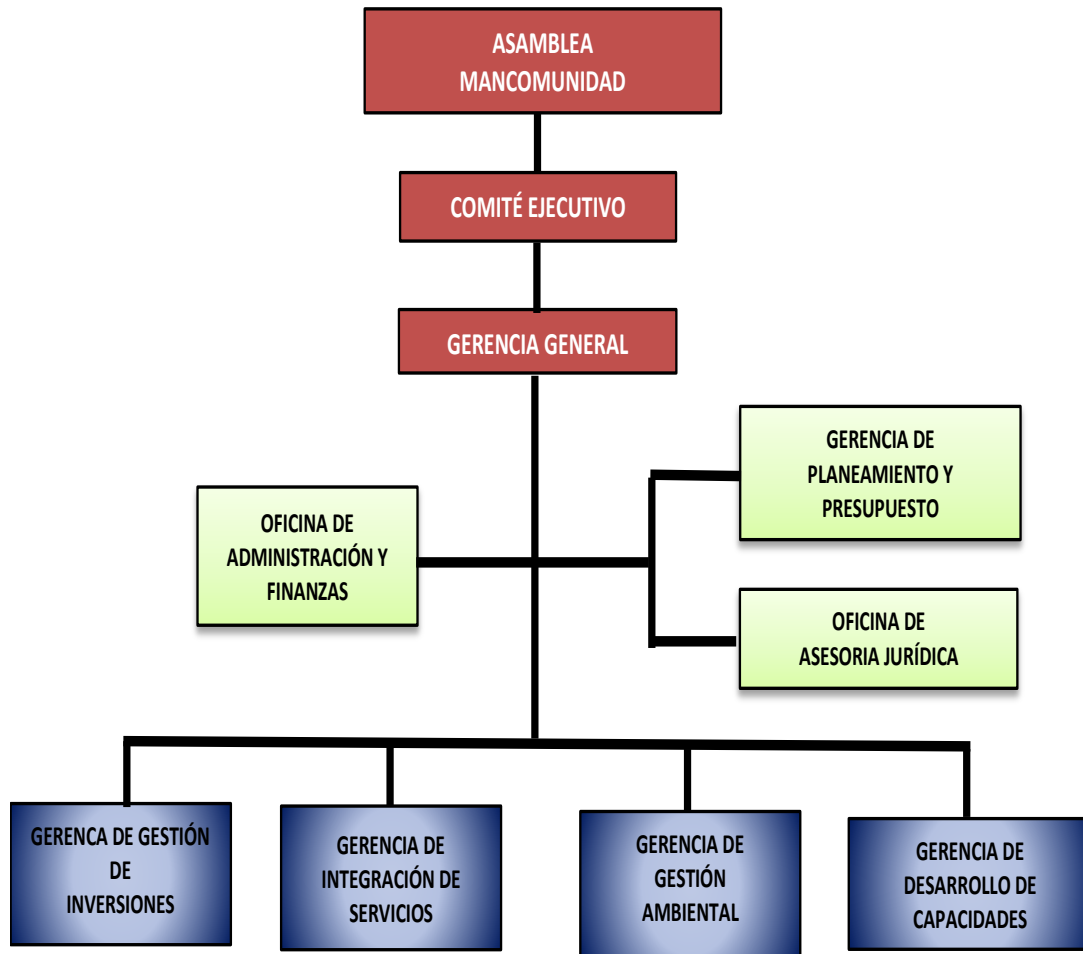 ASAMBLEA
MANCOMUNIDAD
COMITÉ EJECUTIVO
GERENCIA GENERAL
GERENCIA DE
PLANEAMIENTO Y
PRESUPUESTO
OFICINA DE
ADMINISTRACIÓN Y
FINANZAS
OFICINA DE
ASESORIA JURÍDICA
GERENCA DE GESTIÓN
DE
INVERSIONES
GERENCIA DE
INTEGRACIÓN DE
SERVICIOS
GERENCIA DE
GESTIÓN
AMBIENTAL
GERENCIA DE
DESARROLLO DE
CAPACIDADES